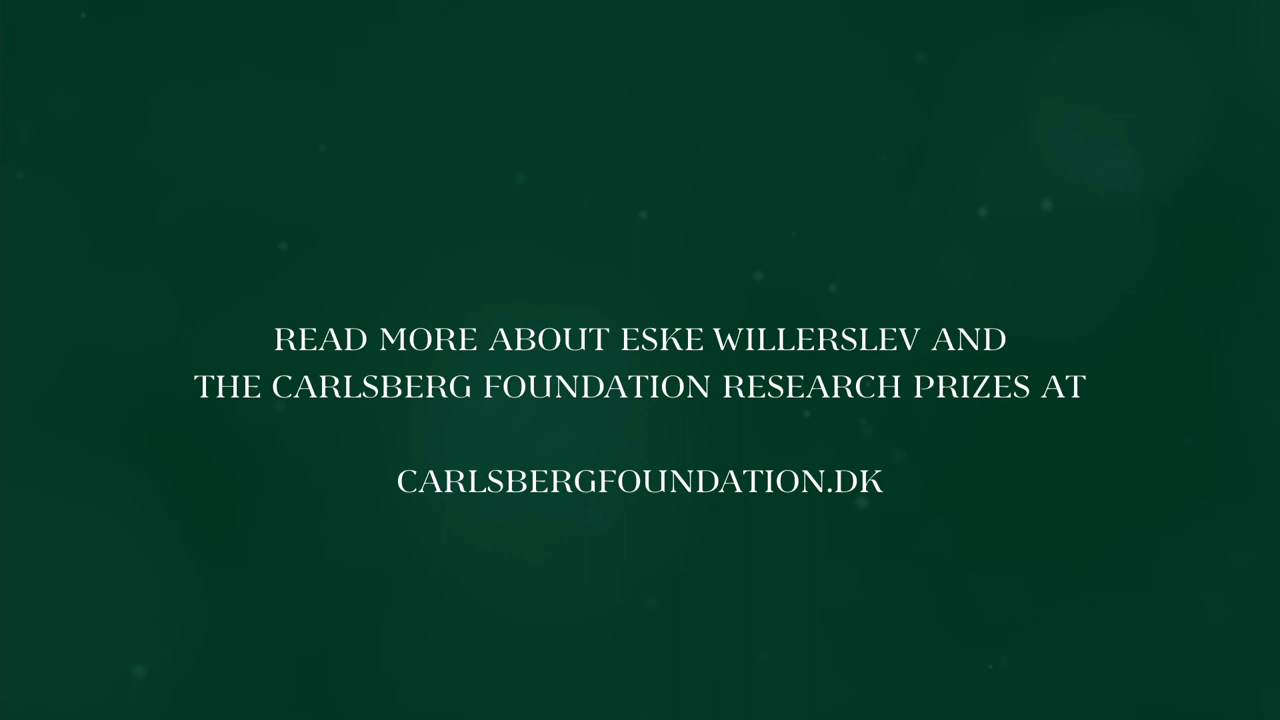 READ MORE ABOUT ESKE WILLERSLEV AND
THE CARLSBERG FOUNDATION RESEARCH PRIZES AT
CARLSBERGFOUNDATION.DK